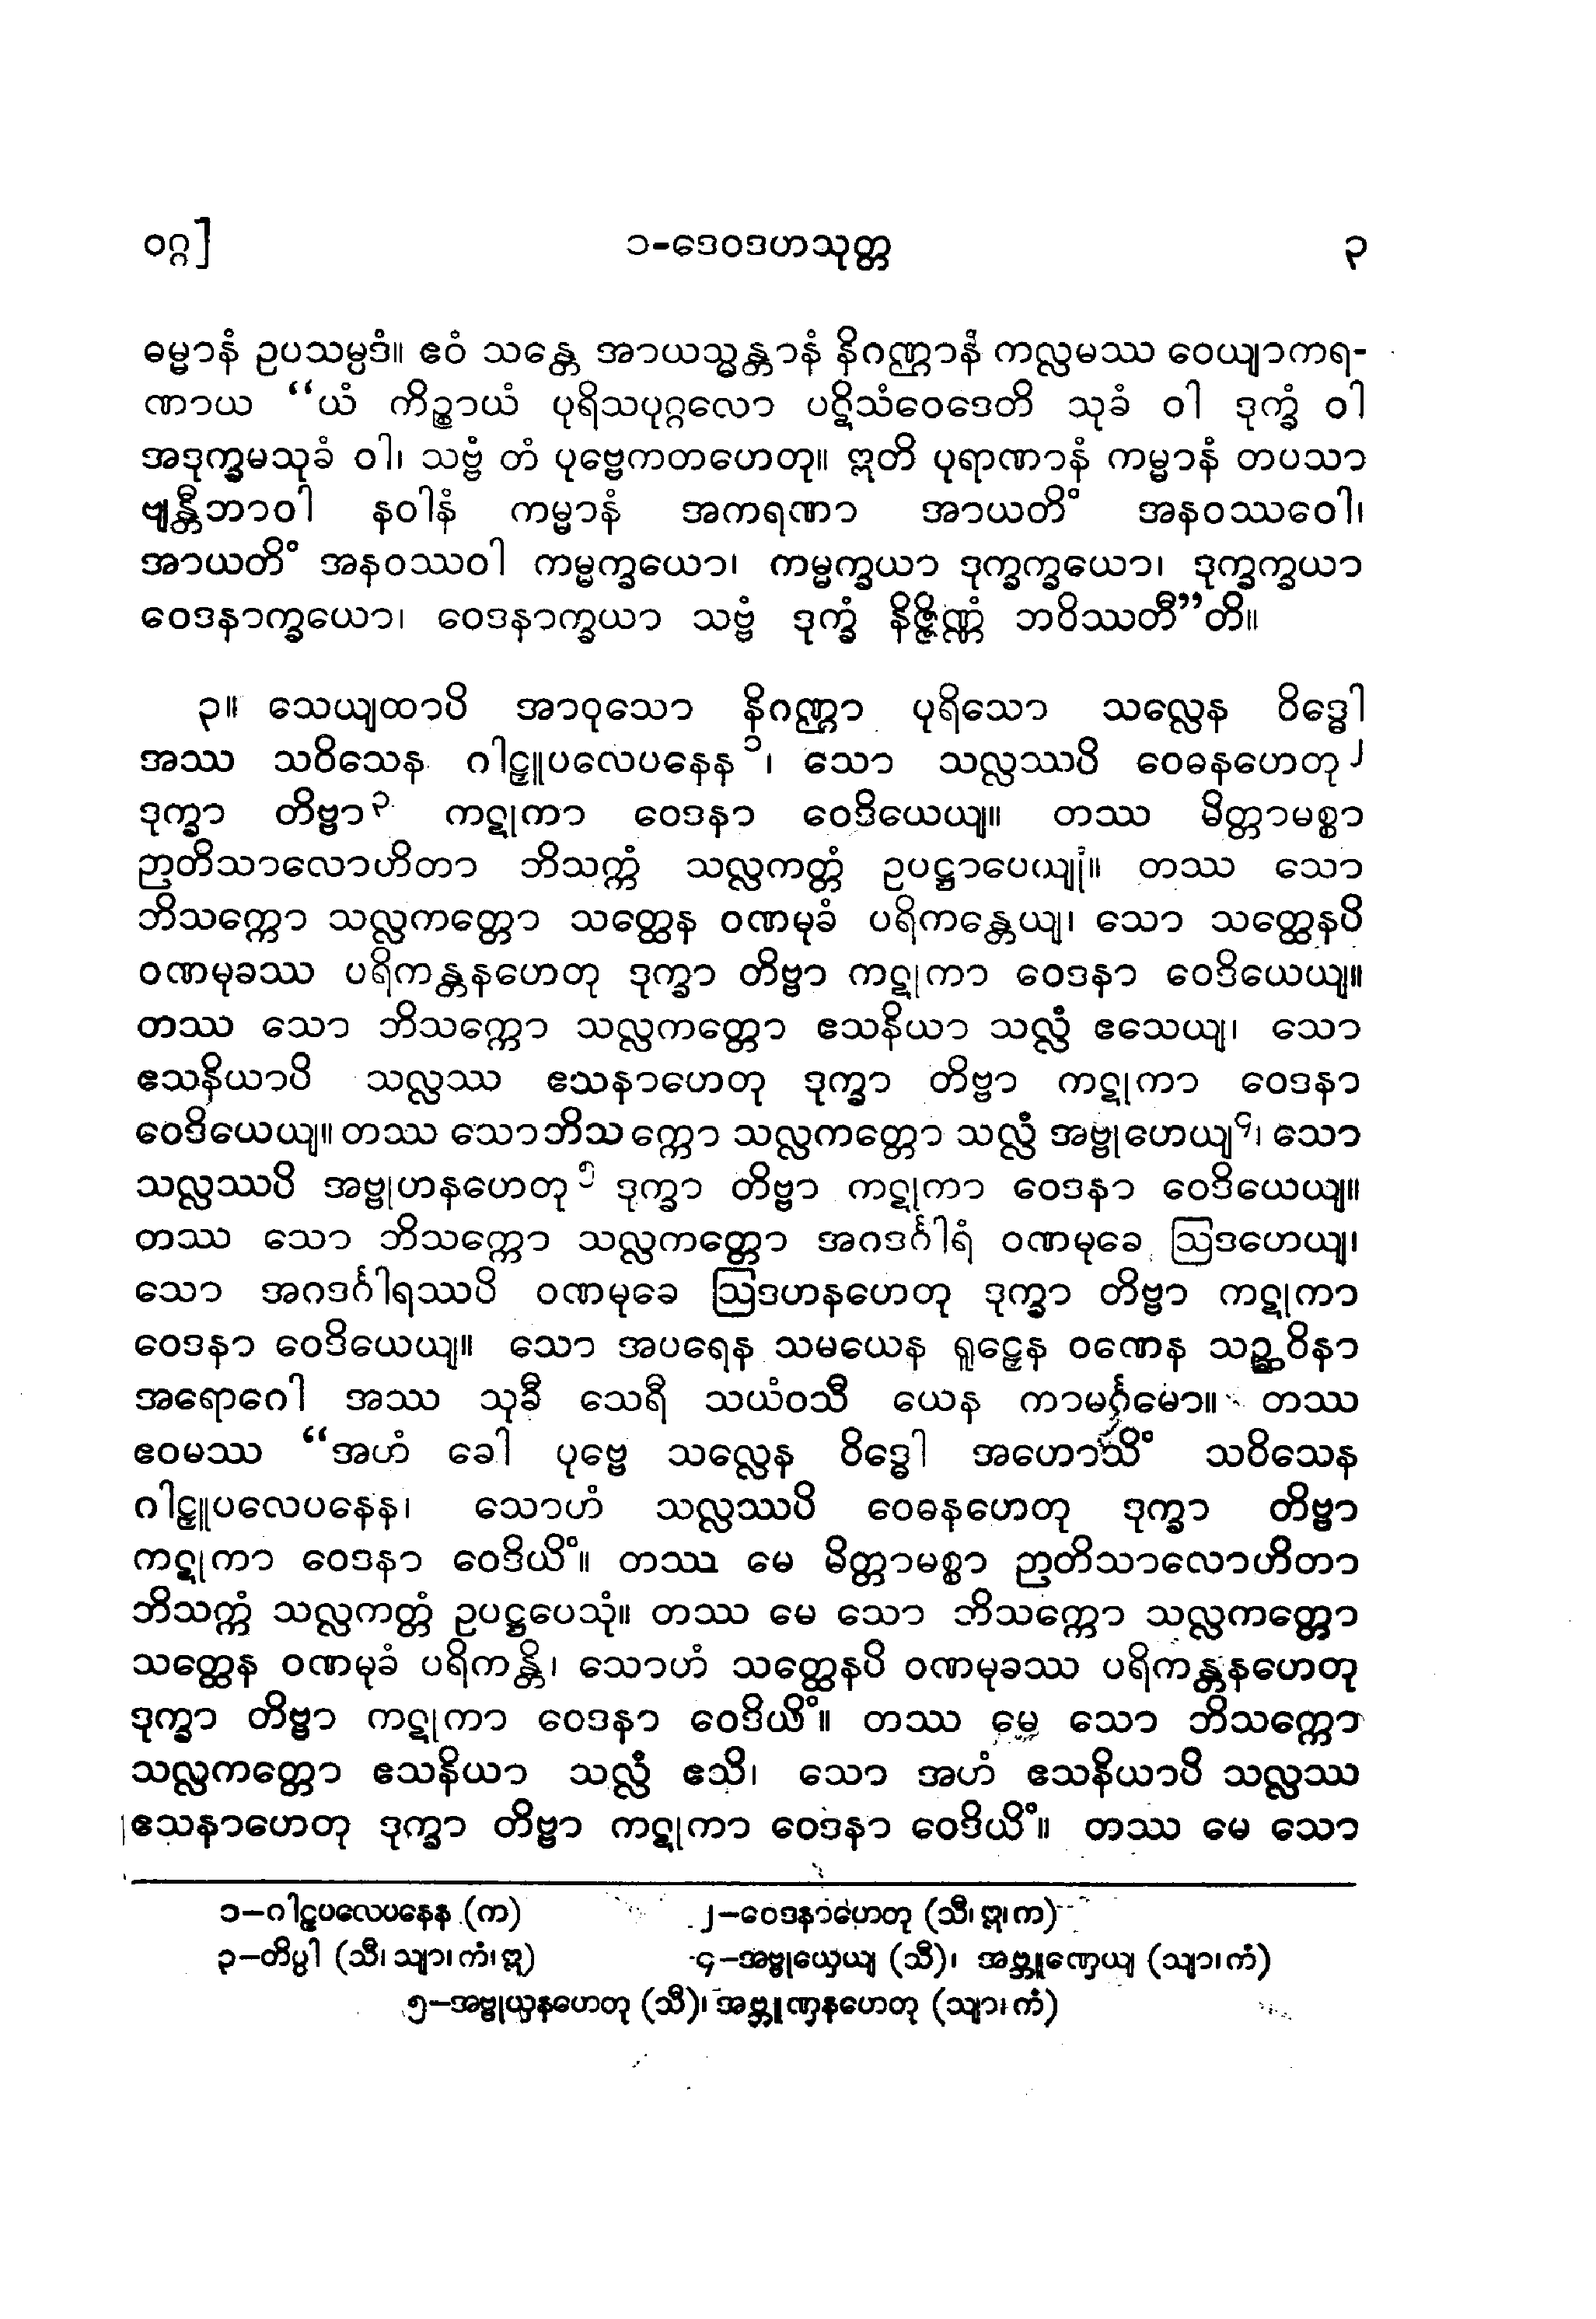 ဝဂ္ဂ] ၁-ဒေဝဒဟသုတ္တ ၃
ဓမ္မာနံ ဥပသမ္ပဒံ။ ဧဝံ သန္တေ အာယသ္မန္တာနံ နိဂဏ္ဌာနံ ကလ္လမဿ ဝေယျာကရ-
ဏာယ “ယံ ကိဉ္စာယံ ပုရိသပုဂ္ဂလော ပဋိသံဝေဒေတိ သုခံ ဝါ ဒုက္ခံ ဝါ
အဒုက္ခမသုခံ ဝါ၊ သဗ္ဗံ တံ ပုဗ္ဗေကတဟေတု။ ဣတိ ပုရာဏာနံ ကမ္မာနံ တပသာ
ဗျန္တီဘာဝါ နဝါနံ ကမ္မာနံ အကရဏာ အာယတိံ အနဝဿဝေါ၊
အာယတိံ အနဝဿဝါ ကမ္မက္ခယော၊ ကမ္မက္ခယာ ဒုက္ခက္ခယော၊ ဒုက္ခက္ခယာ
ဝေဒနာက္ခယော၊ ဝေဒနာက္ခယာ သဗ္ဗံ ဒုက္ခံ နိဇ္ဇိဏ္ဏံ ဘဝိဿတီ”တိ။
၃။ သေယျထာပိ အာဝုသော နိဂဏ္ဌာ ပုရိသော သလ္လေန ဝိဒ္ဓေါ
အဿ သဝိသေန ဂါဠှူပလေပနေန၁၊ သော သလ္လဿပိ ဝေဓနဟေတု၂
ဒုက္ခာ တိဗ္ဗာ၃ ကဋုကာ ဝေဒနာ ဝေဒိယေယျ။ တဿ မိတ္တာမစ္စာ
ဉာတိသာလောဟိတာ ဘိသက္ကံ သလ္လကတ္တံ ဥပဋ္ဌာပေယျုံ။ တဿ သော
ဘိသက္ကော သလ္လကတ္တော သတ္ထေန ဝဏမုခံ ပရိကန္တေယျ၊ သော သတ္ထေနပိ
ဝဏမုခဿ ပရိကန္တနဟေတု ဒုက္ခာ တိဗ္ဗာ ကဋုကာ ဝေဒနာ ဝေဒိယေယျ။
တဿ သော ဘိသက္ကော သလ္လကတ္တော ဧသနိယာ သလ္လံ ဧသေယျ၊ သော
ဧသနိယာပိ သလ္လဿ ဧသနာဟေတု ဒုက္ခာ တိဗ္ဗာ ကဋုကာ ဝေဒနာ
ဝေဒိယေယျ။ တဿ သော ဘိသက္ကော သလ္လကတ္တော သလ္လံ အဗ္ဗုဟေယျ၄၊ သော
သလ္လဿပိ အဗ္ဗုဟနဟေတု၅ ဒုက္ခာ တိဗ္ဗာ ကဋုကာ ဝေဒနာ ဝေဒိယေယျ။
တဿ သော ဘိသက္ကော သလ္လကတ္တော အဂဒင်္ဂါရံ ဝဏမုခေ ဩဒဟေယျ၊
သော အဂဒင်္ဂါရဿပိ ဝဏမုခေ ဩဒဟနဟေတု ဒုက္ခာ တိဗ္ဗာ ကဋုကာ
ဝေဒနာ ဝေဒိယေယျ။ သော အပရေန သမယေန ရူဠှေန ဝဏေန သဉ္ဆဝိနာ
အရောဂေါ အဿ သုခီ သေရီ သယံဝသီ ယေန ကာမင်္ဂမော။ တဿ
ဧဝမဿ “အဟံ ခေါ ပုဗ္ဗေ သလ္လေန ဝိဒ္ဓေါ အဟောသိံ သဝိသေန
ဂါဠှူပလေပနေန၊ သောဟံ သလ္လဿပိ ဝေဓနဟေတု ဒုက္ခာ တိဗ္ဗာ
ကဋုကာ ဝေဒနာ ဝေဒိယိံ။ တဿ မေ မိတ္တာမစ္စာ ဉာတိသာလောဟိတာ
ဘိသက္ကံ သလ္လကတ္တံ ဥပဋ္ဌပေသုံ။ တဿ မေ သော ဘိသက္ကော သလ္လကတ္တော
သတ္ထေန ဝဏမုခံ ပရိကန္တိ၊ သောဟံ သတ္ထေနပိ ဝဏမုခဿ ပရိကန္တနဟေတု
ဒုက္ခာ တိဗ္ဗာ ကဋုကာ ဝေဒနာ ဝေဒိယိံ။ တဿ မေ သော ဘိသက္ကော
သလ္လကတ္တော ဧသနိယာ သလ္လံ ဧသိ၊ သော အဟံ ဧသနိယာပိ သလ္လဿ
ဧသနာဟေတု ဒုက္ခာ တိဗ္ဗာ ကဋုကာ ဝေဒနာ ဝေဒိယိံ။ တဿ မေ သော
၁–ဂါဠှပလေပနေန (က) ၂–ဝေဒနာဟေတု (သီ၊ ဣ၊ က)
၃–တိပ္ပါ (သီ၊ သျာ၊ ကံ၊ ဣ) ၄–အဗ္ဗုယှေယျ (သီ)၊ အဗ္ဘူဏှေယျ (သျာ၊ ကံ)
၅–အဗ္ဗုယှနဟေတု (သီ)၊ အဗ္ဘူဏှနဟေတု (သျာ၊ ကံ)